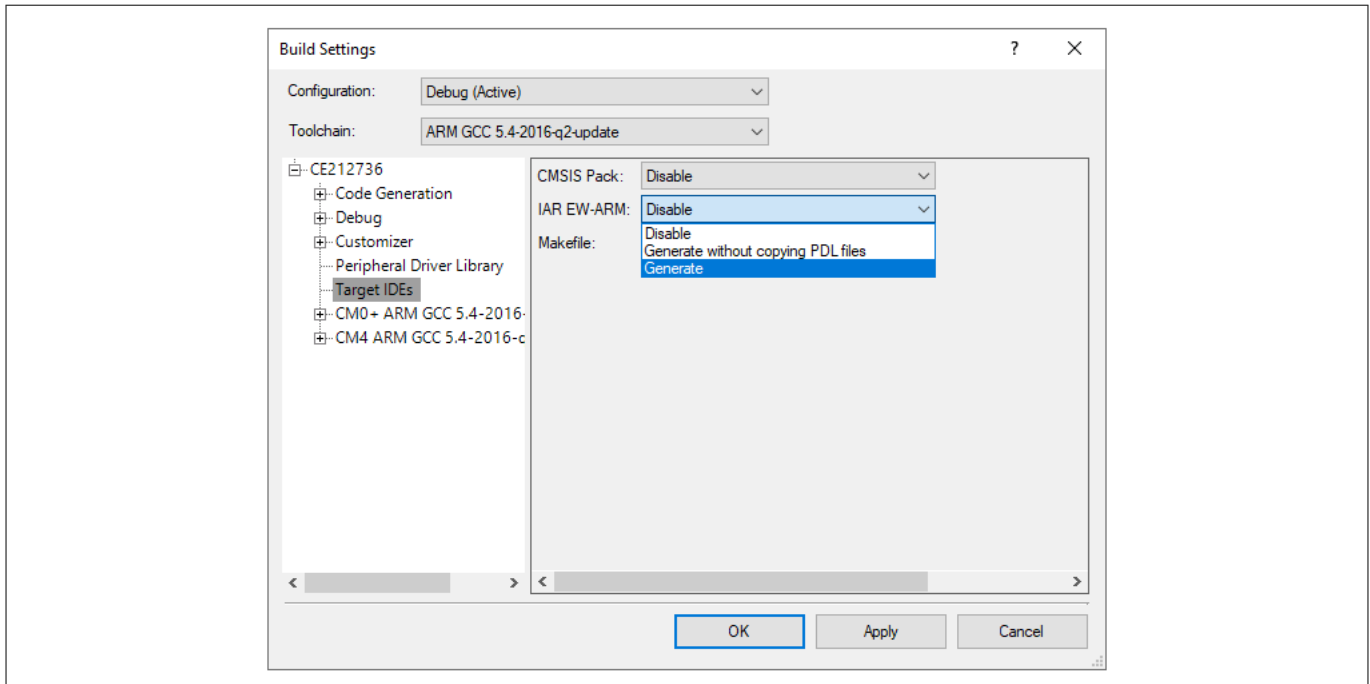 Build Settings
?
Configuration:
Debug (Active)
Toolchain:
ARM GCC 5.4-2016-q2-update
CE212736
Code Generation
Debug
Customizer
Peripheral Driver Library
Target IDEs
CM0+ ARM GCC 5.4-2016-
CM4 ARM GCC 5.4-2016-
CMSIS Pack:
Disable
IAR EW-ARM:
Disable
Makefile:
Disable
Generate without copying PDL files
Generate
OK
Apply
Cancel